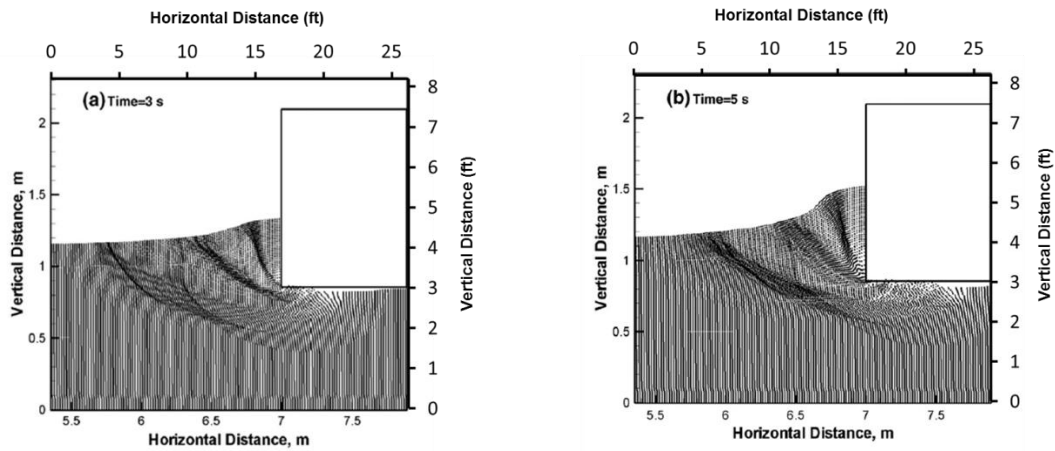 Horizontal Distance (ft)
0 5 10 15 20 25
(a) Time=3 s
Vertical Distance, m
2
1.5
1
0.5
0
8
7
6
5
4
3
2
1
0
Vertical Distance (ft)
5.5 6 6.5 7 7.5
Horizontal Distance, m
Horizontal Distance (ft)
0 5 10 15 20 25
(b) Time=5 s
Vertical Distance, m
2
1.5
1
0.5
0
8
7
6
5
4
3
2
1
0
Vertical Distance (ft)
5.5 6 6.5 7 7.5
Horizontal Distance, m